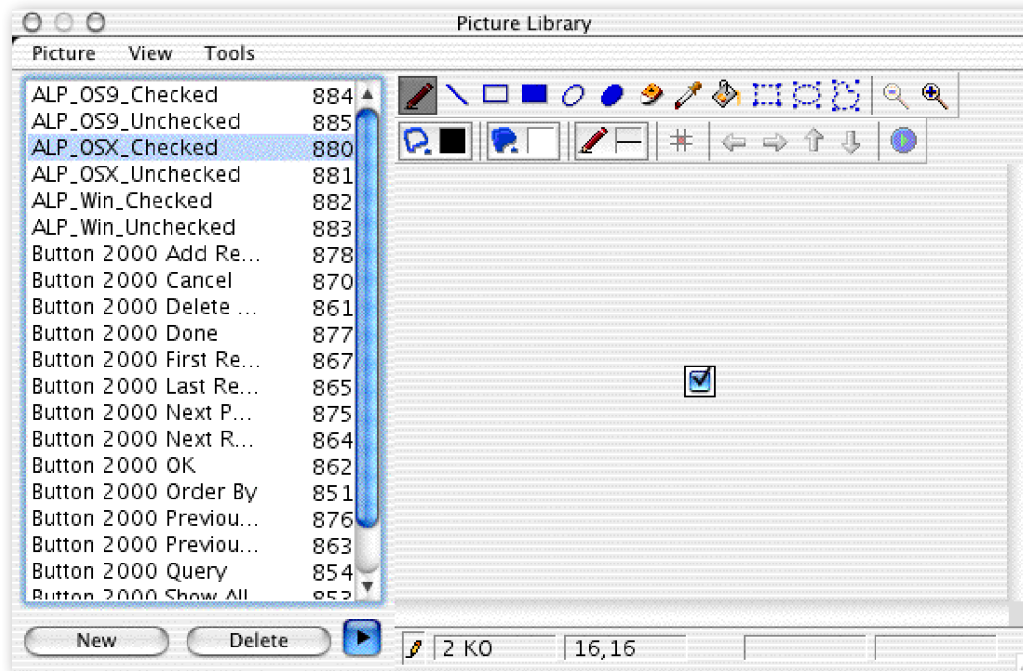 Picture Library
Picture View Tools
ALP_OS9_Checked 884
ALP_OS9_Unchecked 885
ALP_OSX_Checked 880
ALP_OSX_Unchecked 881
ALP_Win_Checked 882
ALP_Win_Unchecked 883
Button 2000 Add Re... 878
Button 2000 Cancel 870
Button 2000 Delete ... 861
Button 2000 Done 877
Button 2000 First Re... 867
Button 2000 Last Re... 865
Button 2000 Next P... 875
Button 2000 Next R... 864
Button 2000 OK 862
Button 2000 Order By 851
Button 2000 Previou... 876
Button 2000 Previou... 863
Button 2000 Query 854
Button 2000 Show All
New Delete 2 KO 16,16